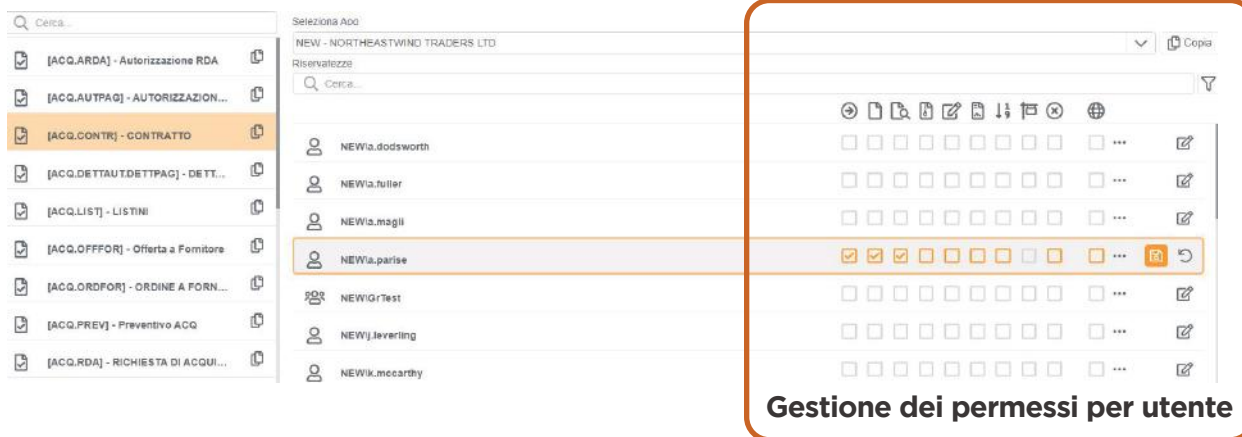 Cerca...
[ACQ.ARDA] - Autorizzazione RDA
[ACQ.AUTPAG] - AUTORIZZAZION...
[ACQ.CONTR] - CONTRATTO
[ACQ.DETTAUT.DETTPAG] - DETT...
[ACQ.LIST] - LISTINI
[ACQ.OFFFOR] - Offerta a Fornitore
[ACQ.ORDFOR] - ORDINE A FORN...
[ACQ.PREV] - Preventivo ACQ
[ACQ.RDA] - RICHIESTA DI ACQUI...
Seleziona Aoo
NEW - NORTHEASTWIND TRADERS LTD
Copia
Riservatezze
Cerca...
NEW\a.dodsworth
NEW\a.fuller
NEW\a.magli
NEW\a.parise
NEW\GrTest
NEW\j.leverling
NEW\k.mccarthy
Gestione dei permessi per utente